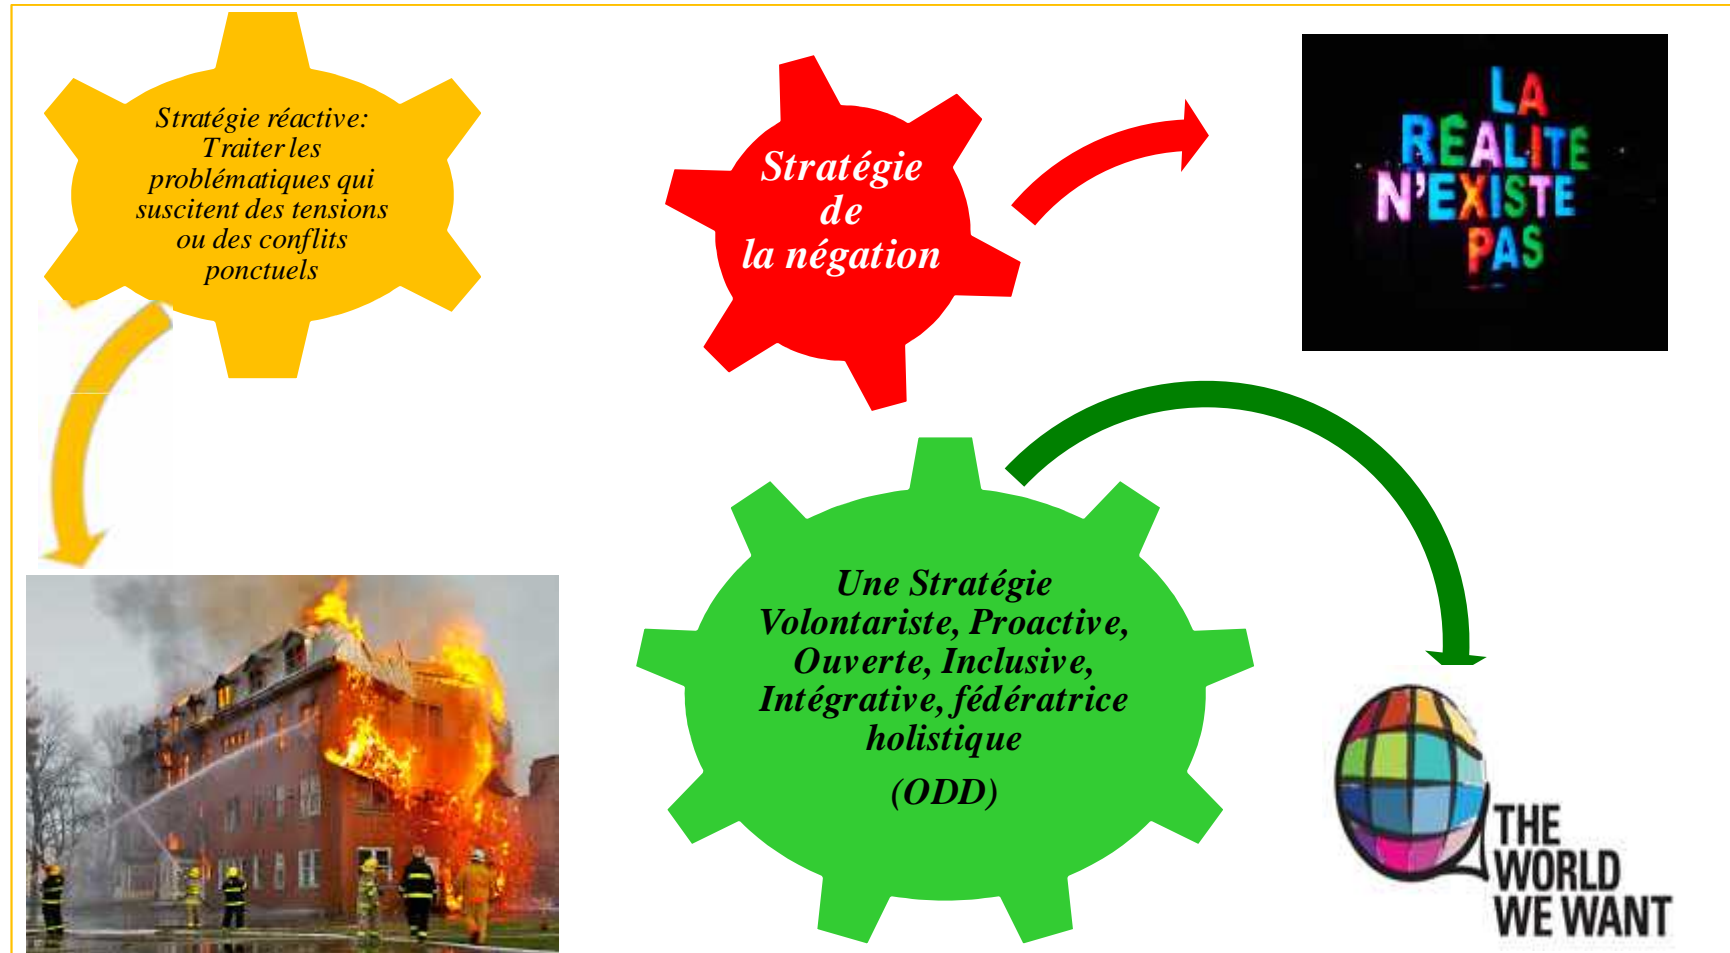 Stratégie réactive:
Traiter les
problématiques qui
suscitent des tensions
ou des conflits
ponctuels
Stratégie
de
la négation
LA
RÉALITÉ
N'EXISTE
PAS
Une Stratégie
Volontariste, Proactive,
Ouverte, Inclusive,
Intégrative, fédératrice
holistique
(ODD)
THE
WORLD
WE WANT